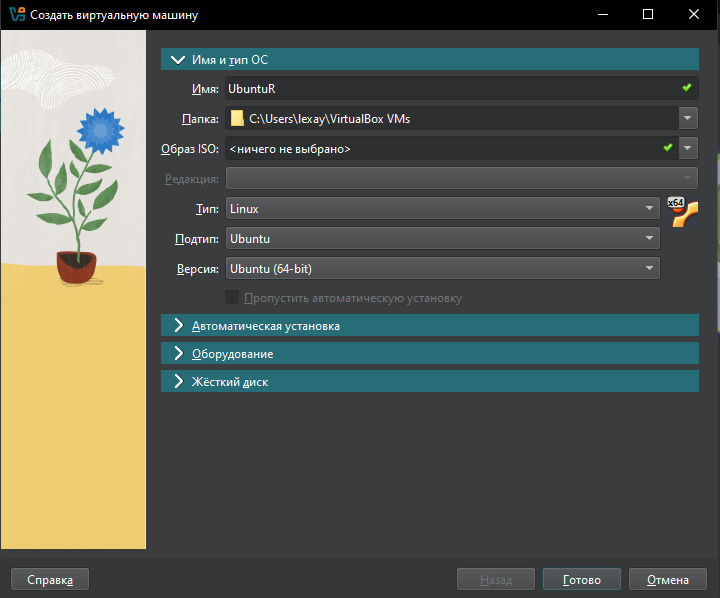 Создать виртуальную машину
Имя и тип ОС
Имя: UbuntuR
Папка: C:\Users\lexay\VirtualBox VMs
Образ ISO: <ничего не выбрано>
Редакция:
Тип: Linux
x64
Подтип: Ubuntu
Версия: Ubuntu (64-bit)
Пропустить автоматическую установку
Автоматическая установка
Оборудование
Жёсткий диск
Справка Назад Готово Отмена